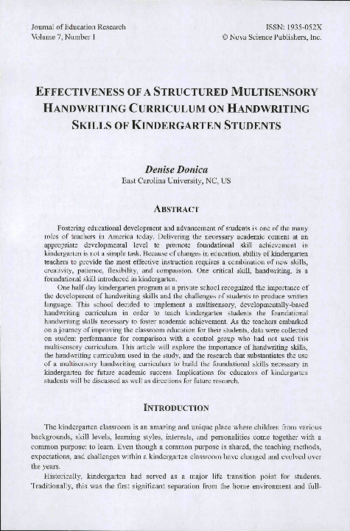 Journal of Education Research
ISSN: 1935-052X
Volume 7, Number 1
© Nova Science Publishers, Inc.
EFFECTIVENESS OF A STRUCTURED MULTISENSORY
HANDWRITING CURRICULUM ON HANDWRITING
SKILLS OF KINDERGARTEN STUDENTS
Denise Donica
East Carolina University, NC, US
ABSTRACT
Fostering educational development and advancement of students is one of the many
roles of teachers in America today. Delivering the necessary academic content at an
appropriate developmental level to promote foundational skill achievement in
kindergarten is not a simple task. Because of changes in education, ability of kindergarten
teachers to provide the most effective instruction requires a combination of new skills,
creativity, patience, flexibility, and compassion. One critical skill, handwriting, is a
foundational skill introduced in kindergarten.
One half-day kindergarten program at a private school recognized the importance of
the development of handwriting skills and the challenges of students to produce written
language. This school decided to implement a multisensory, developmentally-based
handwriting curriculum in order to teach kindergarten students the foundational
handwriting skills necessary to foster academic achievement. As the teachers embarked
on a journey of improving the classroom education for their students, data were collected
on student performance for comparison with a control group who had not used this
multisensory curriculum. This article will explore the importance of handwriting skills,
the handwriting curriculum used in the study, and the research that substantiates the use
of a multisensory handwriting curriculum to build the foundational skills necessary in
kindergarten for future academic success. Implications for educators of kindergarten
students will be discussed as well as directions for future research.
INTRODUCTION
The kindergarten classroom is an amazing and unique place where children from various
backgrounds, skill levels, learning styles, interests, and personalities come together with a
common purpose to learn. Even though a common purpose is shared, the teaching methods,
expectations, and challenges within a kindergarten classroom have changed and evolved over
the years.
Historically, kindergarten had served as a major life transition point for students.
Traditionally, this was the first significant separation from the home environment and full-